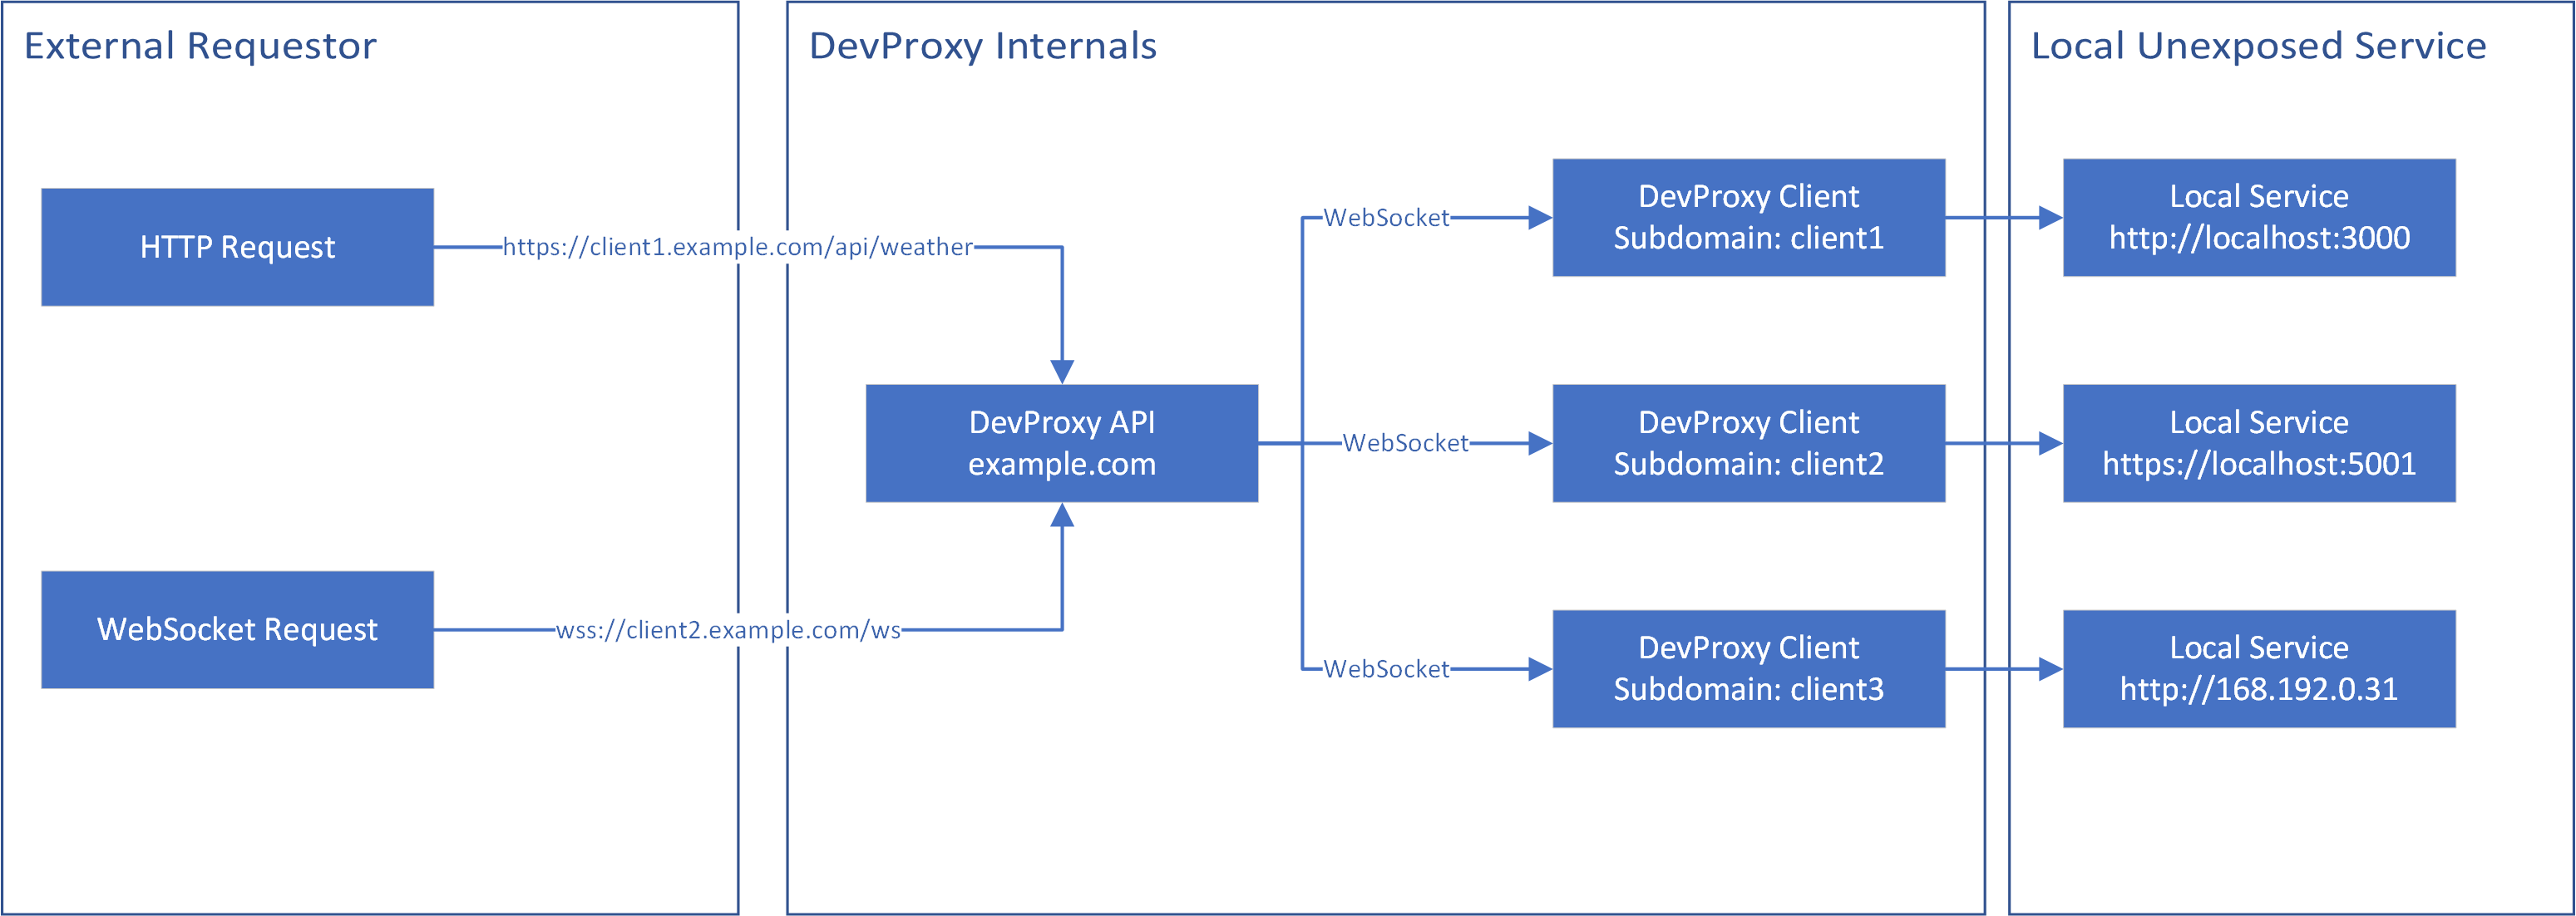 External Requestor
DevProxy Internals
Local Unexposed Service
HTTP Request
https://client1.example.com/api/weather
WebSocket Request
wss://client2.example.com/ws
DevProxy API
example.com
WebSocket
WebSocket
WebSocket
DevProxy Client
Subdomain: client1
DevProxy Client
Subdomain: client2
DevProxy Client
Subdomain: client3
Local Service
http://localhost:3000
Local Service
https://localhost:5001
Local Service
http://168.192.0.31